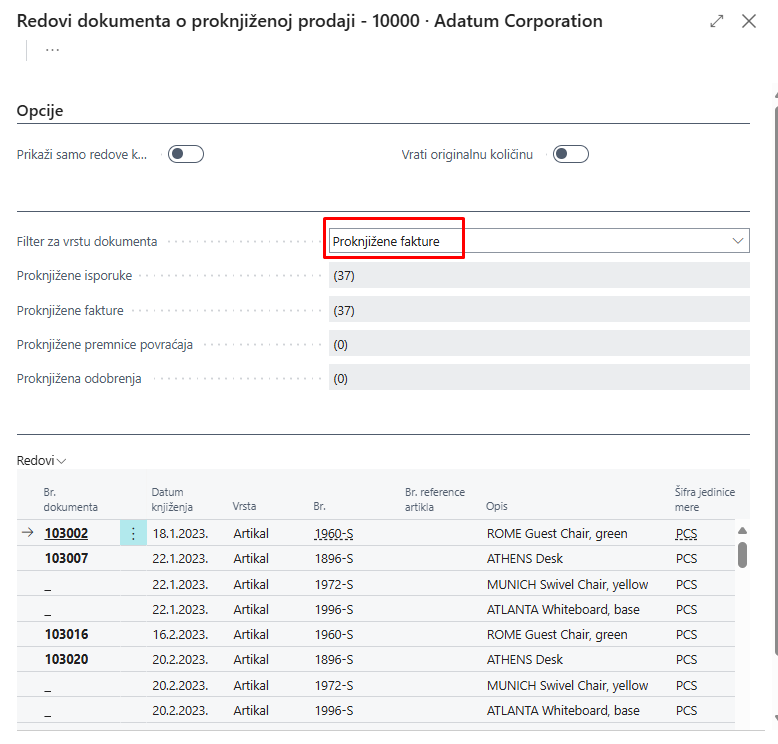 Redovi dokumenta o proknjiženoj prodaji - 10000 · Adatum Corporation
...
Opcije
Prikaži samo redove k... Vrati originalnu količinu
Filter za vrstu dokumenta Proknjižene fakture
Proknjižene isporuke (37)
Proknjižene fakture (37)
Proknjižene premnice povraćaja (0)
Proknjižena odobrenja (0)
Redovi
Br. dokumenta Datum knjiženja Vrsta Br. Br. reference artikla Opis Šifra jedinice mere
103002 18.1.2023. Artikal 1960-S ROME Guest Chair, green PCS
103007 22.1.2023. Artikal 1896-S ATHENS Desk PCS
_ 22.1.2023. Artikal 1972-S MUNICH Swivel Chair, yellow PCS
_ 22.1.2023. Artikal 1996-S ATLANTA Whiteboard, base PCS
103016 16.2.2023. Artikal 1960-S ROME Guest Chair, green PCS
103020 20.2.2023. Artikal 1896-S ATHENS Desk PCS
_ 20.2.2023. Artikal 1972-S MUNICH Swivel Chair, yellow PCS
_ 20.2.2023. Artikal 1996-S ATLANTA Whiteboard, base PCS